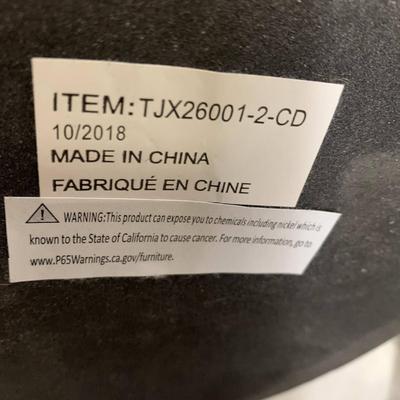 ITEM:TJX26001-2-CD
10/2018
MADE IN CHINA
FABRIQUÉ EN CHINE
WARNING:This product can expose you to chemicals including nickel which is
known to the State of California to cause cancer. For more information, go to
www.P65Warnings.ca.gov/furniture.